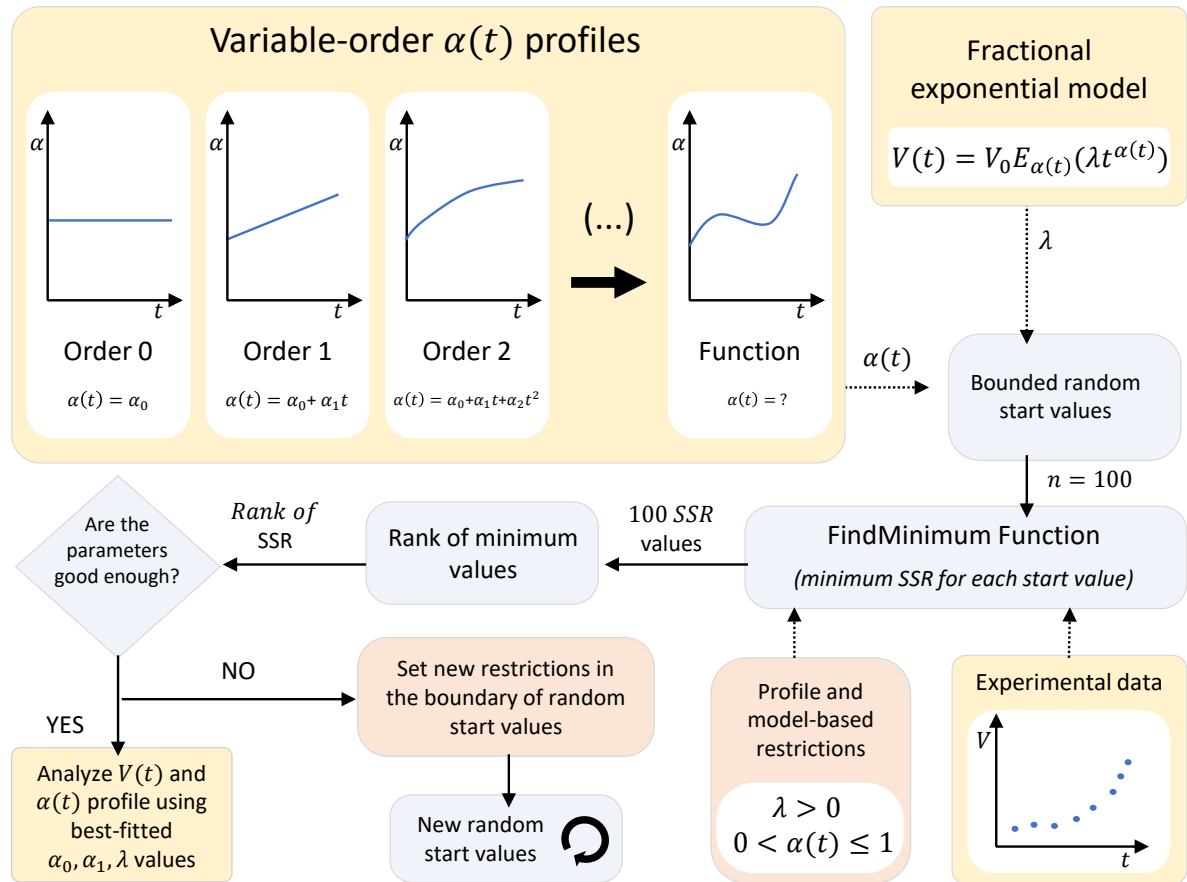 Variable-order α(t) profiles
α
t
Order 0
α(t) = α₀
α
t
Order 1
α(t) = α₀+ α₁t
α
t
Order 2
α(t) = α₀+α₁t+α₂t²
(...)
α
t
Function
α(t) = ?
Fractional
exponential model
V(t) = V₀E_{α(t)}(λt^{α(t)})
λ
α(t)
Bounded random
start values
n = 100
FindMinimum Function
(minimum SSR for each start value)
100 SSR
values
Rank of minimum
values
Rank of
SSR
Are the
parameters
good enough?
NO
YES
Set new restrictions in
the boundary of random
start values
New random
start values
Analyze V(t) and
α(t) profile using
best-fitted
α₀, α₁, λ values
Profile and
model-based
restrictions
λ > 0
0 < α(t) ≤ 1
Experimental data
V
t